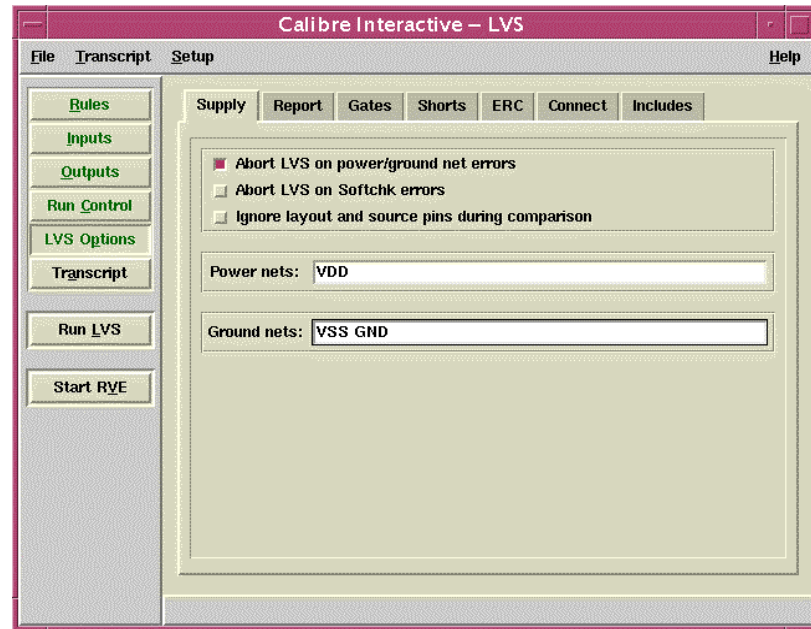 Calibre Interactive – LVS
File Transcript Setup Help
Rules
Inputs
Outputs
Run Control
LVS Options
Transcript
Run LVS
Start RVE
Supply Report Gates Shorts ERC Connect Includes
Abort LVS on power/ground net errors
Abort LVS on Softchk errors
Ignore layout and source pins during comparison
Power nets: VDD
Ground nets: VSS GND